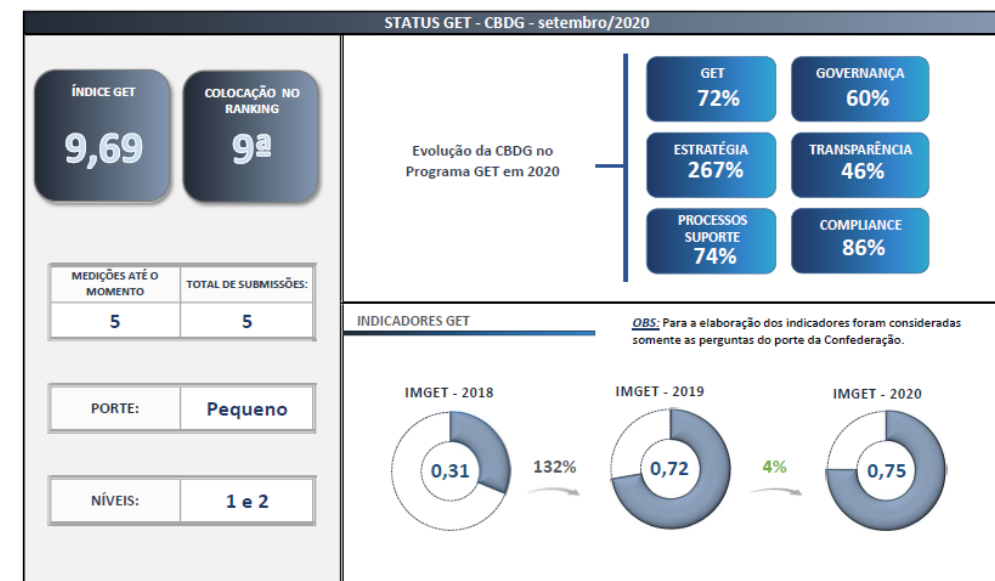 STATUS GET - CBDG - setembro/2020
ÍNDICE GET
9,69
COLOCAÇÃO NO
RANKING
9ª
MEDIÇÕES ATÉ O
MOMENTO
TOTAL DE SUBMISSÕES:
5
5
PORTE:
Pequeno
NÍVEIS:
1 e 2
Evolução da CBDG no
Programa GET em 2020
GET
72%
GOVERNANÇA
60%
ESTRATÉGIA
267%
TRANSPARÊNCIA
46%
PROCESSOS
SUPORTE
74%
COMPLIANCE
86%
INDICADORES GET
OBS: Para a elaboração dos indicadores foram consideradas
somente as perguntas do porte da Confederação.
IMGET - 2018
0,31
132%
IMGET - 2019
0,72
4%
IMGET - 2020
0,75